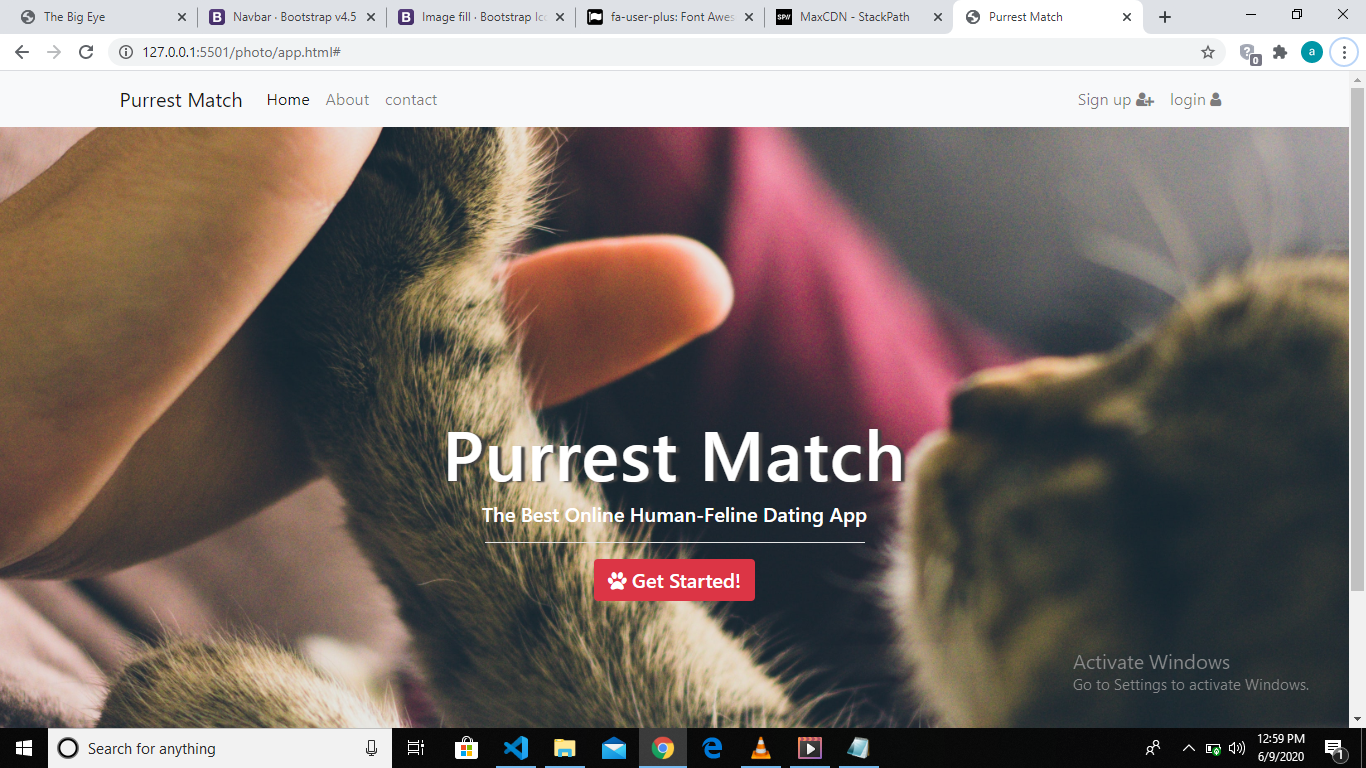 The Big Eye
Navbar · Bootstrap v4.5
Image fill · Bootstrap Ic
fa-user-plus: Font Awes
SP//
MaxCDN - StackPath
Purrest Match
127.0.0.1:5501/photo/app.html#
0
a
Purrest Match
Home
About
contact
Sign up
login
Purrest Match
The Best Online Human-Feline Dating App
Get Started!
Activate Windows
Go to Settings to activate Windows.
Search for anything
12:59 PM
6/9/2020
1